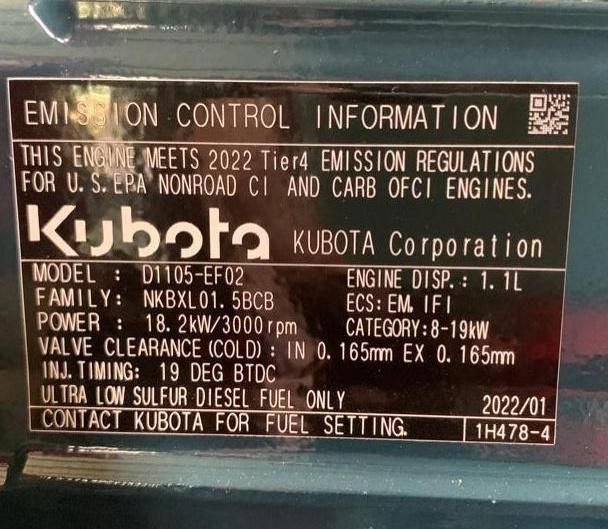 EMISSION CONTROL INFORMATION
THIS ENGINE MEETS 2022 Tier4 EMISSION REGULATIONS
FOR U.S.EPA NONROAD CI AND CARB OFCI ENGINES.
Kubota KUBOTA Corporation
MODEL : D1105-EF02 ENGINE DISP.: 1.1L
FAMILY: NKBXL01.5BCB ECS: EM, IFI
POWER : 18.2kW/3000rpm CATEGORY:8-19kW
VALVE CLEARANCE (COLD) : IN 0.165mm EX 0.165mm
INJ.TIMING: 19 DEG BTDC
ULTRA LOW SULFUR DIESEL FUEL ONLY 2022/01
CONTACT KUBOTA FOR FUEL SETTING. 1H478-4